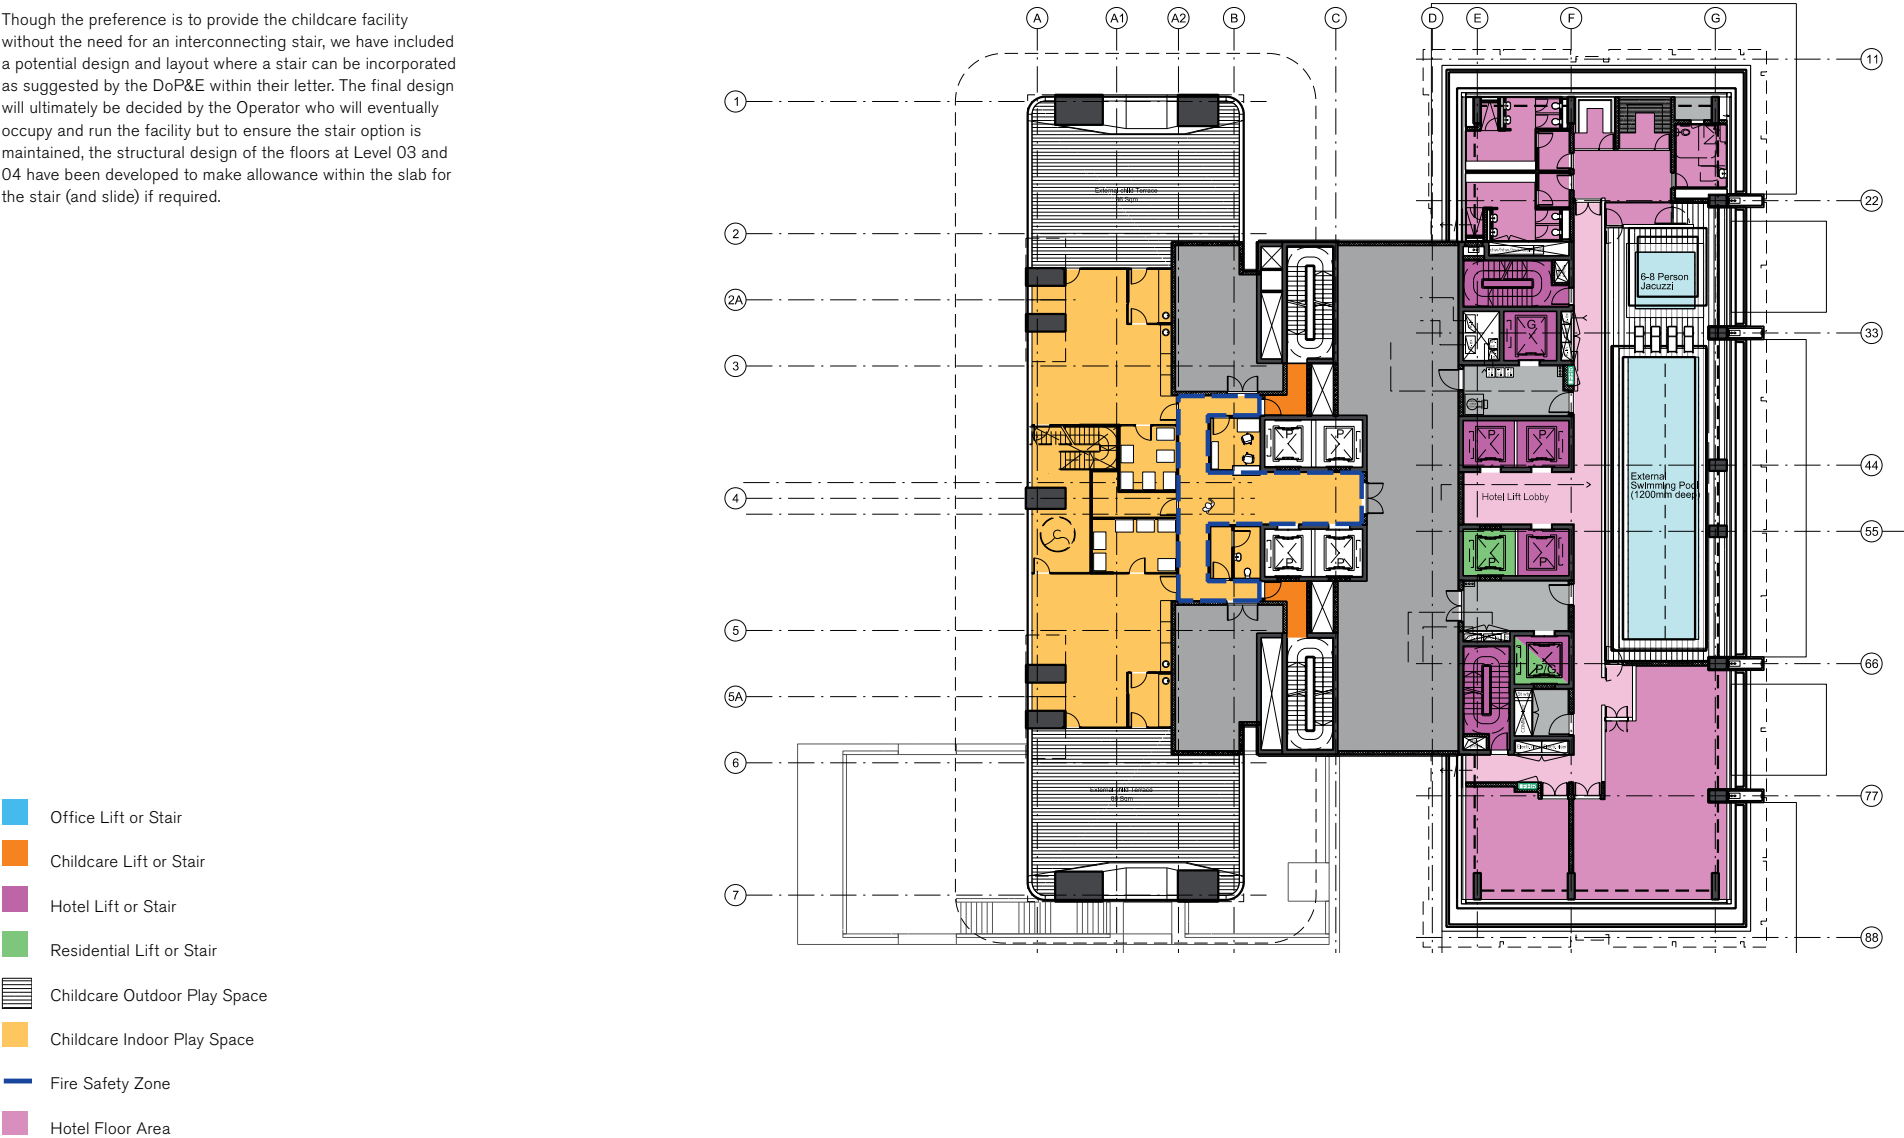 Though the preference is to provide the childcare facility
without the need for an interconnecting stair, we have included
a potential design and layout where a stair can be incorporated
as suggested by the DoP&E within their letter. The final design
will ultimately be decided by the Operator who will eventually
occupy and run the facility but to ensure the stair option is
maintained, the structural design of the floors at Level 03 and
04 have been developed to make allowance within the slab for
the stair (and slide) if required.
A A1 A2 B C D E F G
1
2
2A
3
4
5
5A
6
7
11
22
33
44
55
66
77
88
External child Terrace
6-8 Person
Jacuzzi
G
P P P P
External
Swimming Pool
(1200mm deep)
Hotel Lift Lobby
P P P P
P/G
External child Terrace
Sqm
Office Lift or Stair
Childcare Lift or Stair
Hotel Lift or Stair
Residential Lift or Stair
Childcare Outdoor Play Space
Childcare Indoor Play Space
Fire Safety Zone
Hotel Floor Area